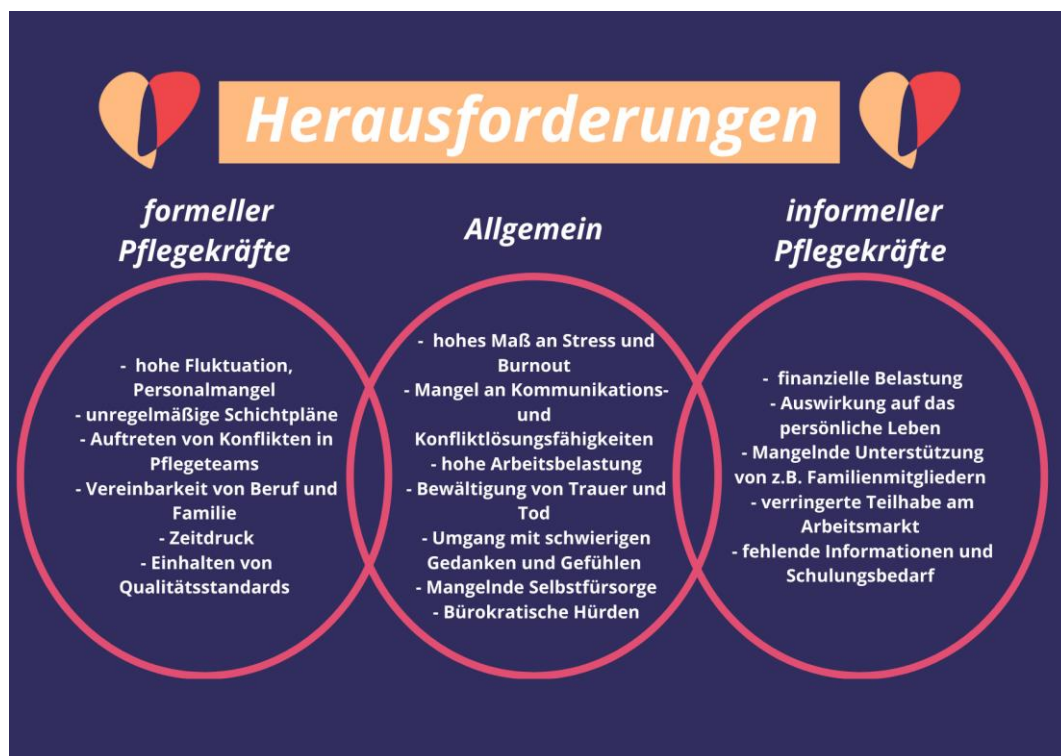 Herausforderungen
formeller
Pflegekräfte
- hohe Fluktuation,
Personalmangel
- unregelmäßige Schichtpläne
- Auftreten von Konflikten in
Pflegeteams
- Vereinbarkeit von Beruf und
Familie
- Zeitdruck
- Einhalten von
Qualitätsstandards
Allgemein
- hohes Maß an Stress und
Burnout
- Mangel an Kommunikations-
und
Konfliktlösungsfähigkeiten
- hohe Arbeitsbelastung
- Bewältigung von Trauer und
Tod
- Umgang mit schwierigen
Gedanken und Gefühlen
- Mangelnde Selbstfürsorge
- Bürokratische Hürden
informeller
Pflegekräfte
- finanzielle Belastung
- Auswirkung auf das
persönliche Leben
- Mangelnde Unterstützung
von z.B. Familienmitgliedern
- verringerte Teilhabe am
Arbeitsmarkt
- fehlende Informationen und
Schulungsbedarf